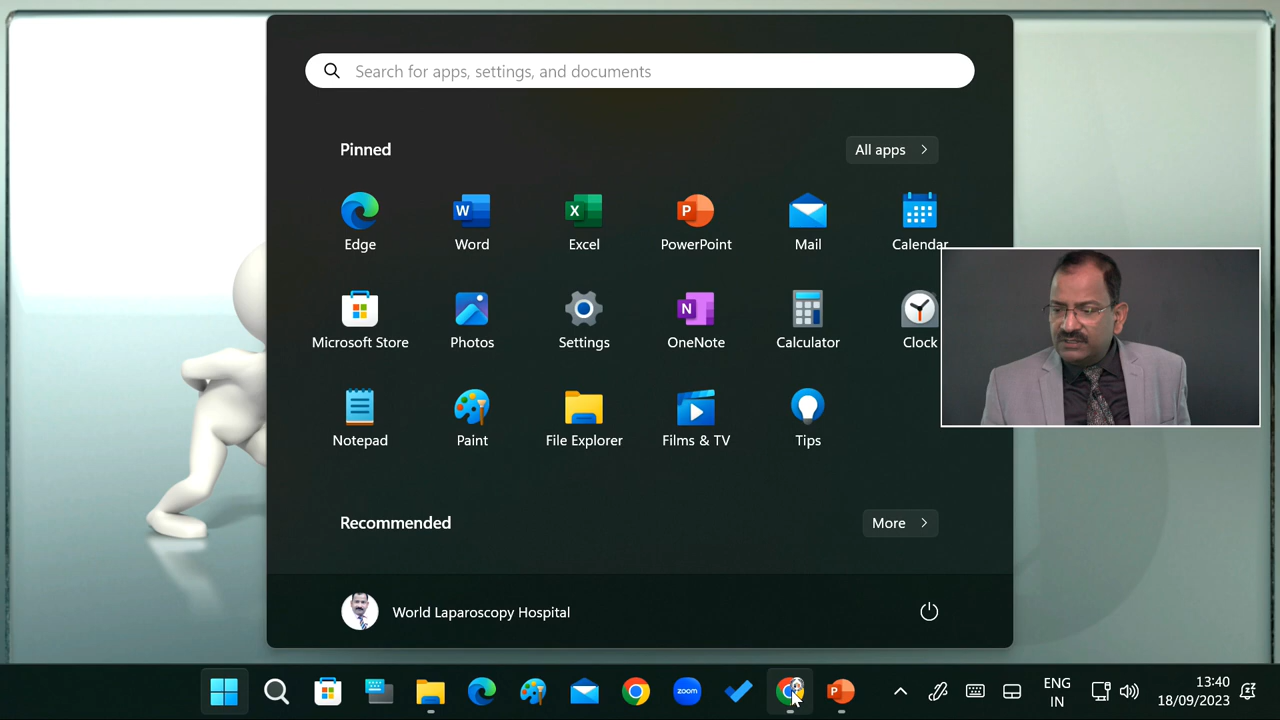 Search for apps, settings, and documents
Pinned
All apps
Edge
Word
Excel
PowerPoint
Mail
Calendar
Microsoft Store
Photos
Settings
OneNote
Calculator
Clock
Notepad
Paint
File Explorer
Films & TV
Tips
Recommended
More
World Laparoscopy Hospital
zoom
ENG
IN
13:40
18/09/2023